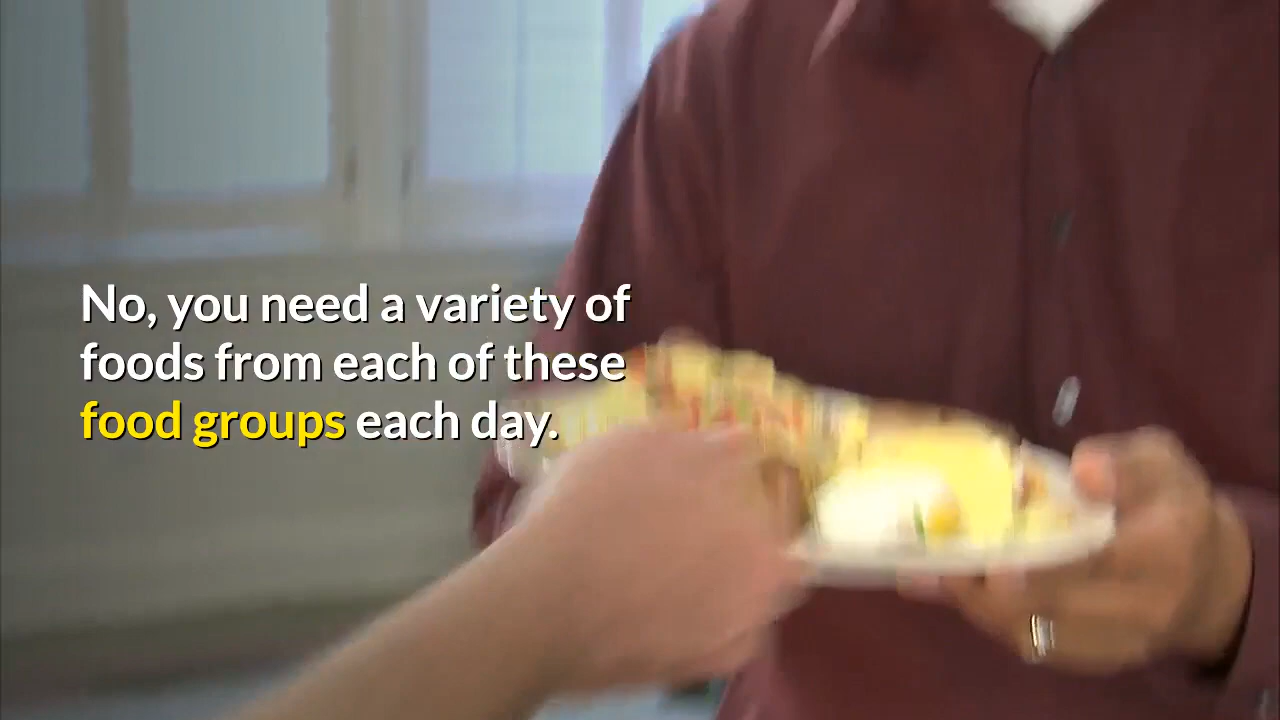 No, you need a variety of
foods from each of these
food groups each day.